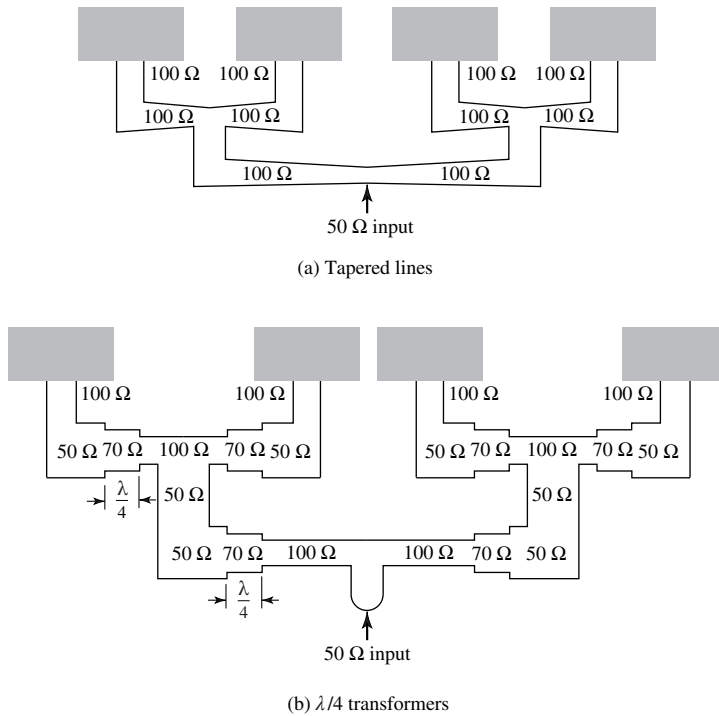 100 Ω 100 Ω 100 Ω 100 Ω
100 Ω 100 Ω 100 Ω 100 Ω
100 Ω 100 Ω
50 Ω input
(a) Tapered lines
100 Ω 100 Ω 100 Ω 100 Ω
50 Ω 70 Ω 100 Ω 70 Ω 50 Ω 50 Ω 70 Ω 100 Ω 70 Ω 50 Ω
λ/4 50 Ω 50 Ω
50 Ω 70 Ω 100 Ω 100 Ω 70 Ω 50 Ω
λ/4
50 Ω input
(b) λ/4 transformers